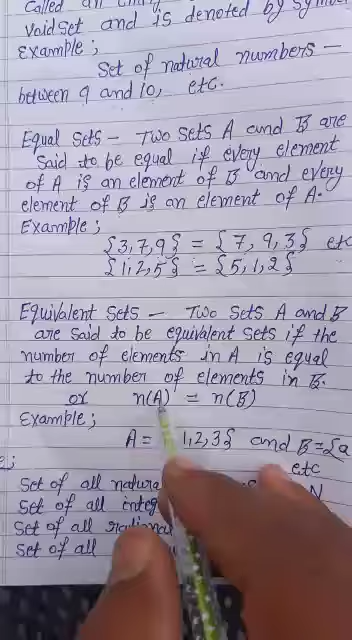 called an
void set and is denoted by symb
Example;
Set of natural numbers –
between 9 and 10, etc.
Equal Sets – Two Sets A and B are
said to be equal if every element
of A is an element of B and every
element of B is an element of A.
Example;
{3,7,9} = {7,9,3} etc
{1,2,5} = {5,1,2}
Equivalent Sets – Two Sets A and B
are said to be equivalent sets if the
number of elements in A is equal
to the number of elements in B.
or n(A) = n(B)
Example;
A = 1,2,3} and B={a
etc
Set of all natura N
Set of all integ
Set of all rational
Set of all